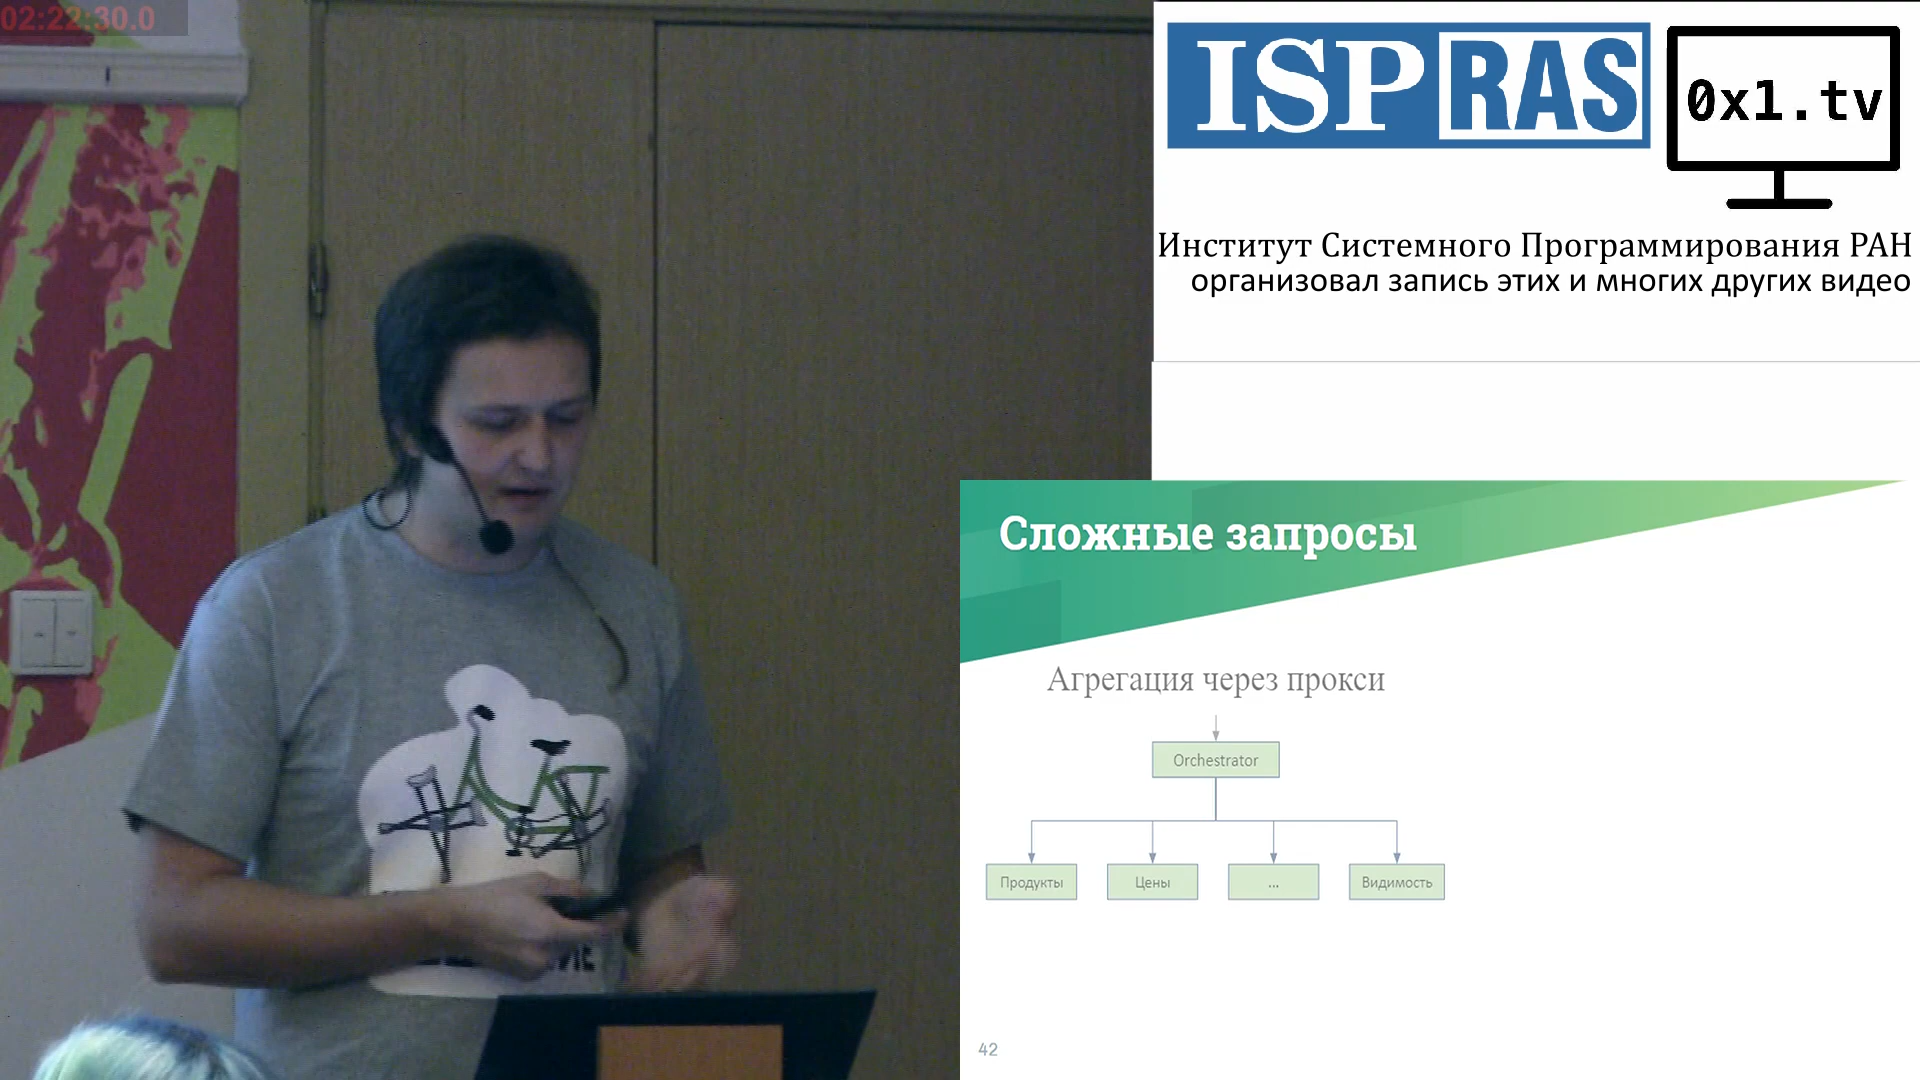 02:22:30.0
ISP RAS
0x1.tv
Институт Системного Программирования РАН
организовал запись этих и многих других видео
Сложные запросы
Агрегация через прокси
Orchestrator
Продукты
Цены
...
Видимость
42